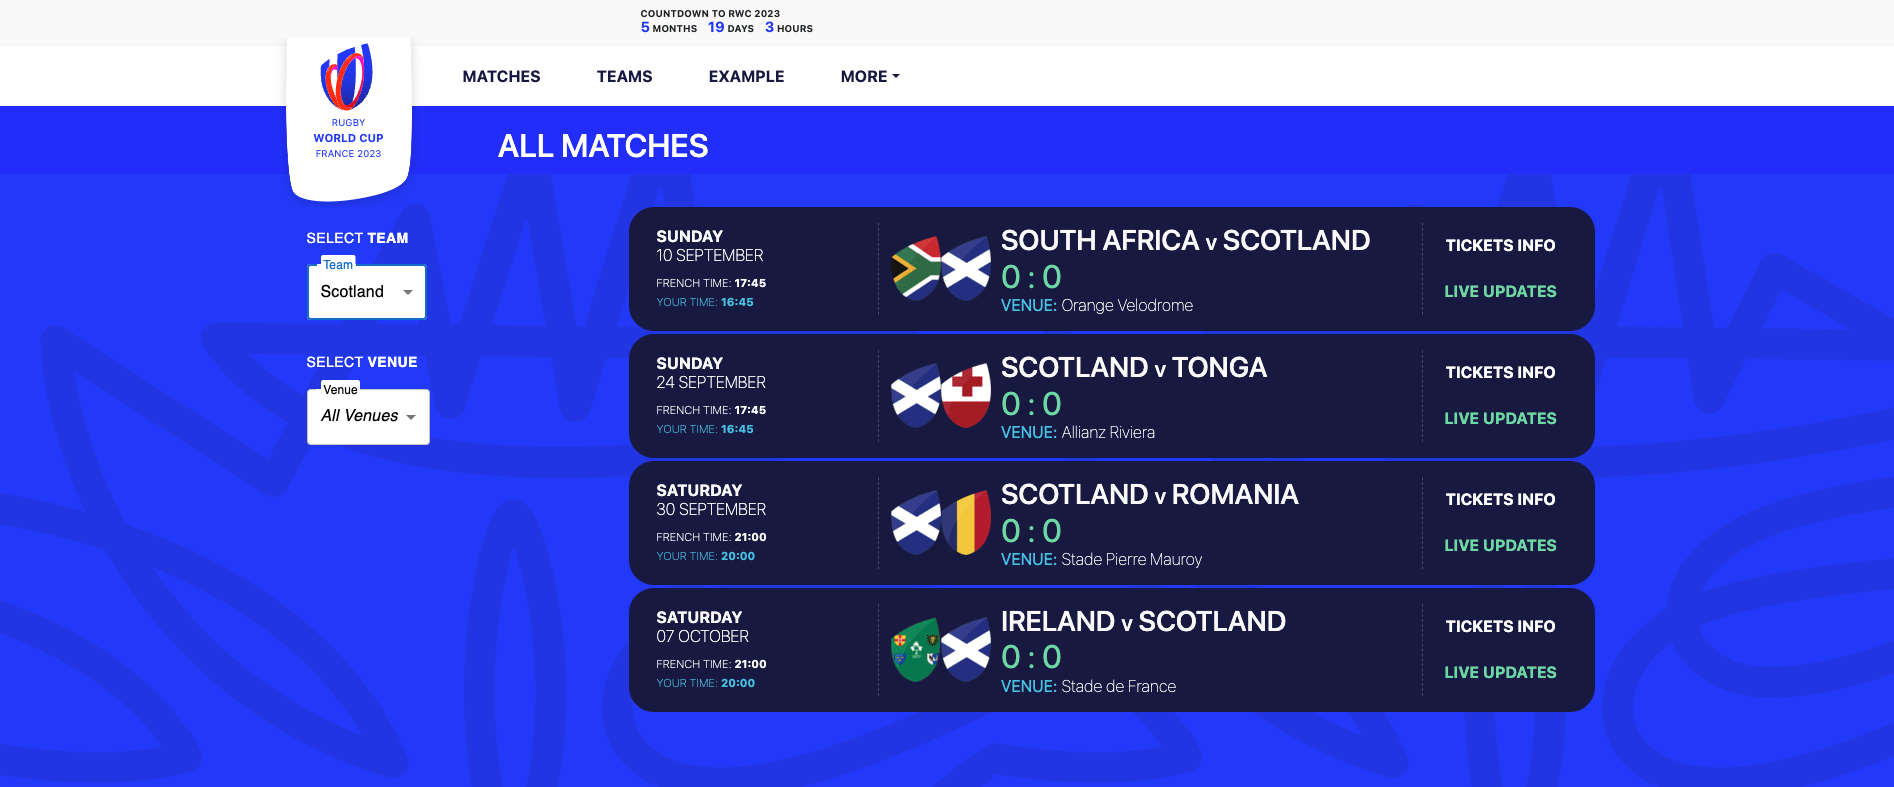 COUNTDOWN TO RWC 2023
5 MONTHS 19 DAYS 3 HOURS
MATCHES TEAMS EXAMPLE MORE
RUGBY
WORLD CUP
FRANCE 2023
ALL MATCHES
SELECT TEAM
Team
Scotland
SELECT VENUE
Venue
All Venues
SUNDAY
10 SEPTEMBER
FRENCH TIME: 17:45
YOUR TIME: 16:45
SOUTH AFRICA v SCOTLAND
0 : 0
VENUE: Orange Velodrome
TICKETS INFO
LIVE UPDATES
SUNDAY
24 SEPTEMBER
FRENCH TIME: 17:45
YOUR TIME: 16:45
SCOTLAND v TONGA
0 : 0
VENUE: Allianz Riviera
TICKETS INFO
LIVE UPDATES
SATURDAY
30 SEPTEMBER
FRENCH TIME: 21:00
YOUR TIME: 20:00
SCOTLAND v ROMANIA
0 : 0
VENUE: Stade Pierre Mauroy
TICKETS INFO
LIVE UPDATES
SATURDAY
07 OCTOBER
FRENCH TIME: 21:00
YOUR TIME: 20:00
IRELAND v SCOTLAND
0 : 0
VENUE: Stade de France
TICKETS INFO
LIVE UPDATES